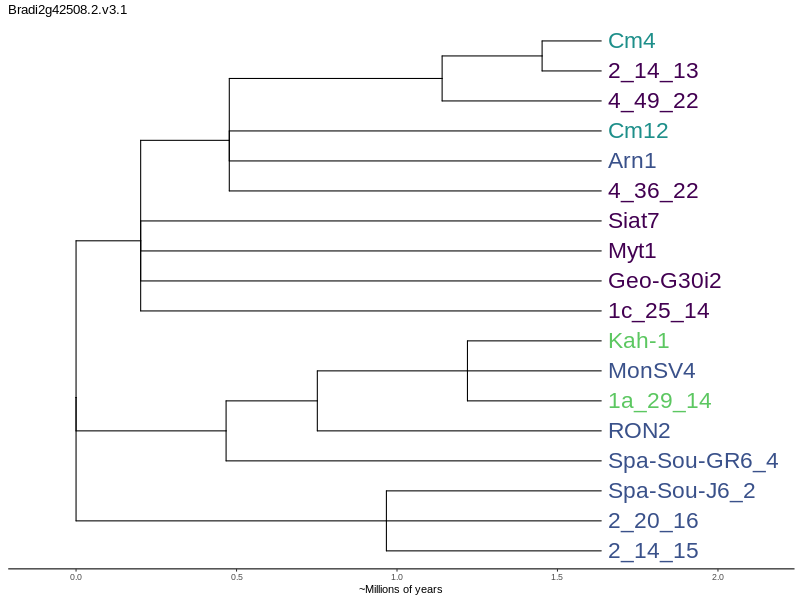 Bradi2g42508.2.v3.1
Cm4
2_14_13
4_49_22
Cm12
Arn1
4_36_22
Siat7
Myt1
Geo-G30i2
1c_25_14
Kah-1
MonSV4
1a_29_14
RON2
Spa-Sou-GR6_4
Spa-Sou-J6_2
2_20_16
2_14_15
0.0 0.5 1.0 1.5 2.0
~Millions of years